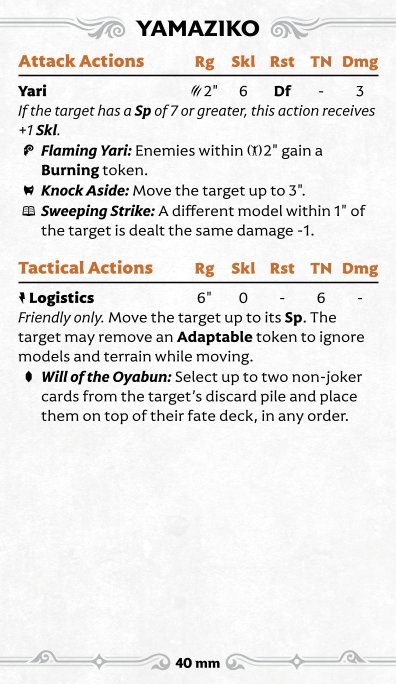 YAMAZIKO
Attack Actions Rg Skl Rst TN Dmg
Yari 2" 6 Df - 3
If the target has a Sp of 7 or greater, this action receives
+1 Skl.
Flaming Yari: Enemies within 2" gain a
Burning token.
Knock Aside: Move the target up to 3".
Sweeping Strike: A different model within 1" of
the target is dealt the same damage -1.
Tactical Actions Rg Skl Rst TN Dmg
Logistics 6" 0 - 6 -
Friendly only. Move the target up to its Sp. The
target may remove an Adaptable token to ignore
models and terrain while moving.
Will of the Oyabun: Select up to two non-joker
cards from the target's discard pile and place
them on top of their fate deck, in any order.
40 mm